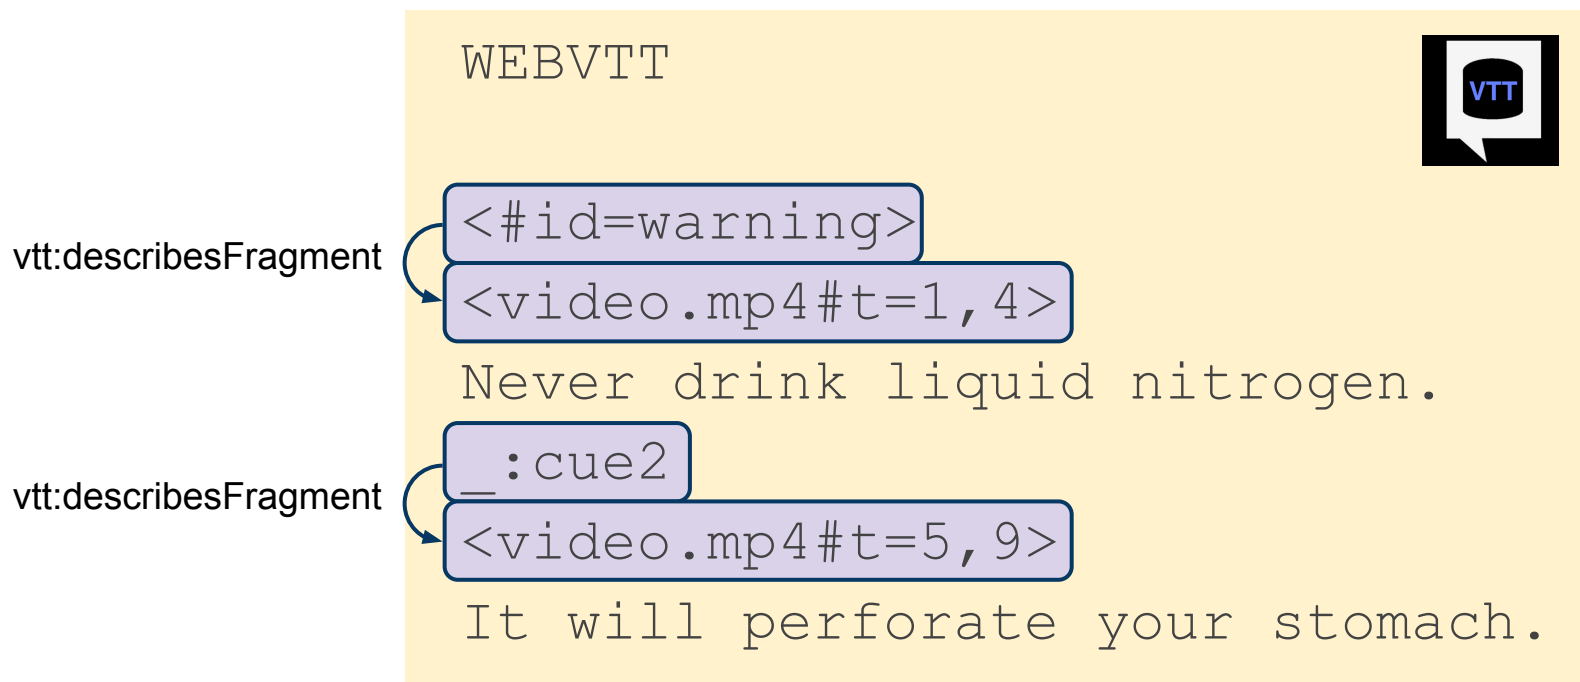 WEBVTT
VTT
<#id=warning>
vtt:describesFragment
<video.mp4#t=1,4>
Never drink liquid nitrogen.
_:cue2
vtt:describesFragment
<video.mp4#t=5,9>
It will perforate your stomach.